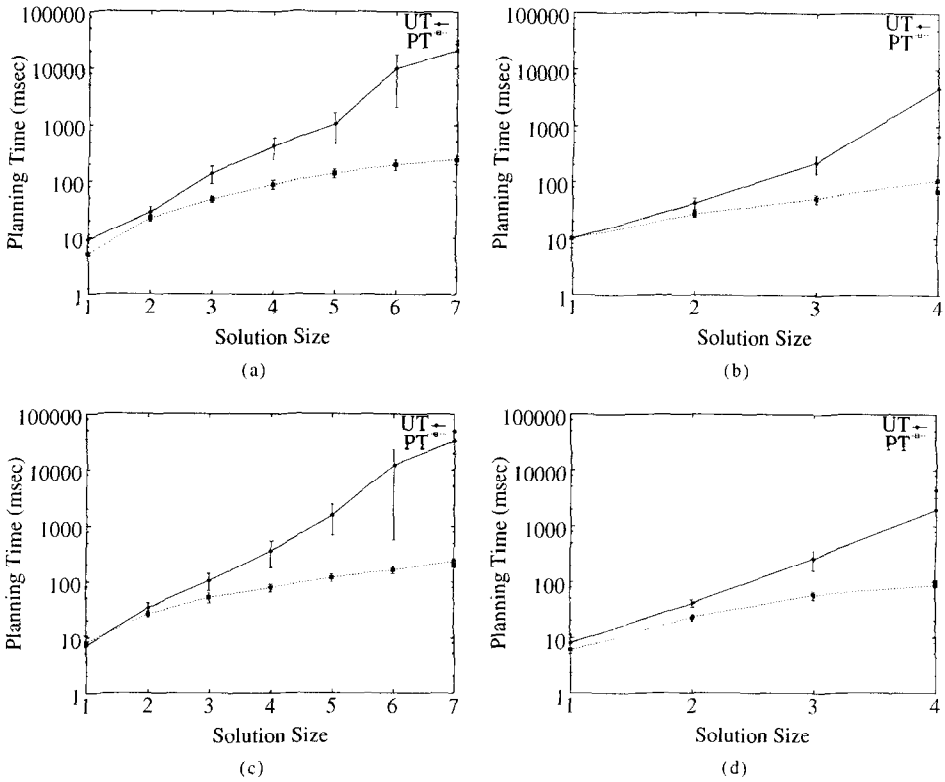 100000
10000
1000
100
10
1
Planning Time (msec)
UT
PT
1 2 3 4 5 6 7
Solution Size
(a)
100000
10000
1000
100
10
1
Planning Time (msec)
UT
PT
1 2 3 4
Solution Size
(b)
100000
10000
1000
100
10
1
Planning Time (msec)
UT
PT
1 2 3 4 5 6 7
Solution Size
(c)
100000
10000
1000
100
10
1
Planning Time (msec)
UT
PT
1 2 3 4
Solution Size
(d)